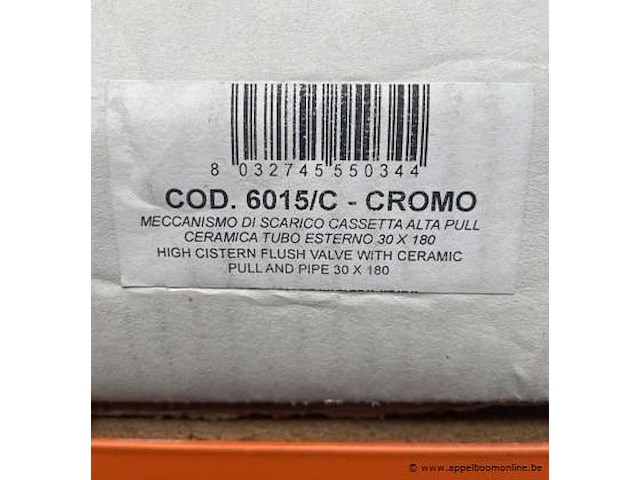 8 032745 550344
COD. 6015/C - CROMO
MECCANISMO DI SCARICO CASSETTA ALTA PULL
CERAMICA TUBO ESTERNO 30 X 180
HIGH CISTERN FLUSH VALVE WITH CERAMIC
PULL AND PIPE 30 X 180
© www.appelboomonline.be